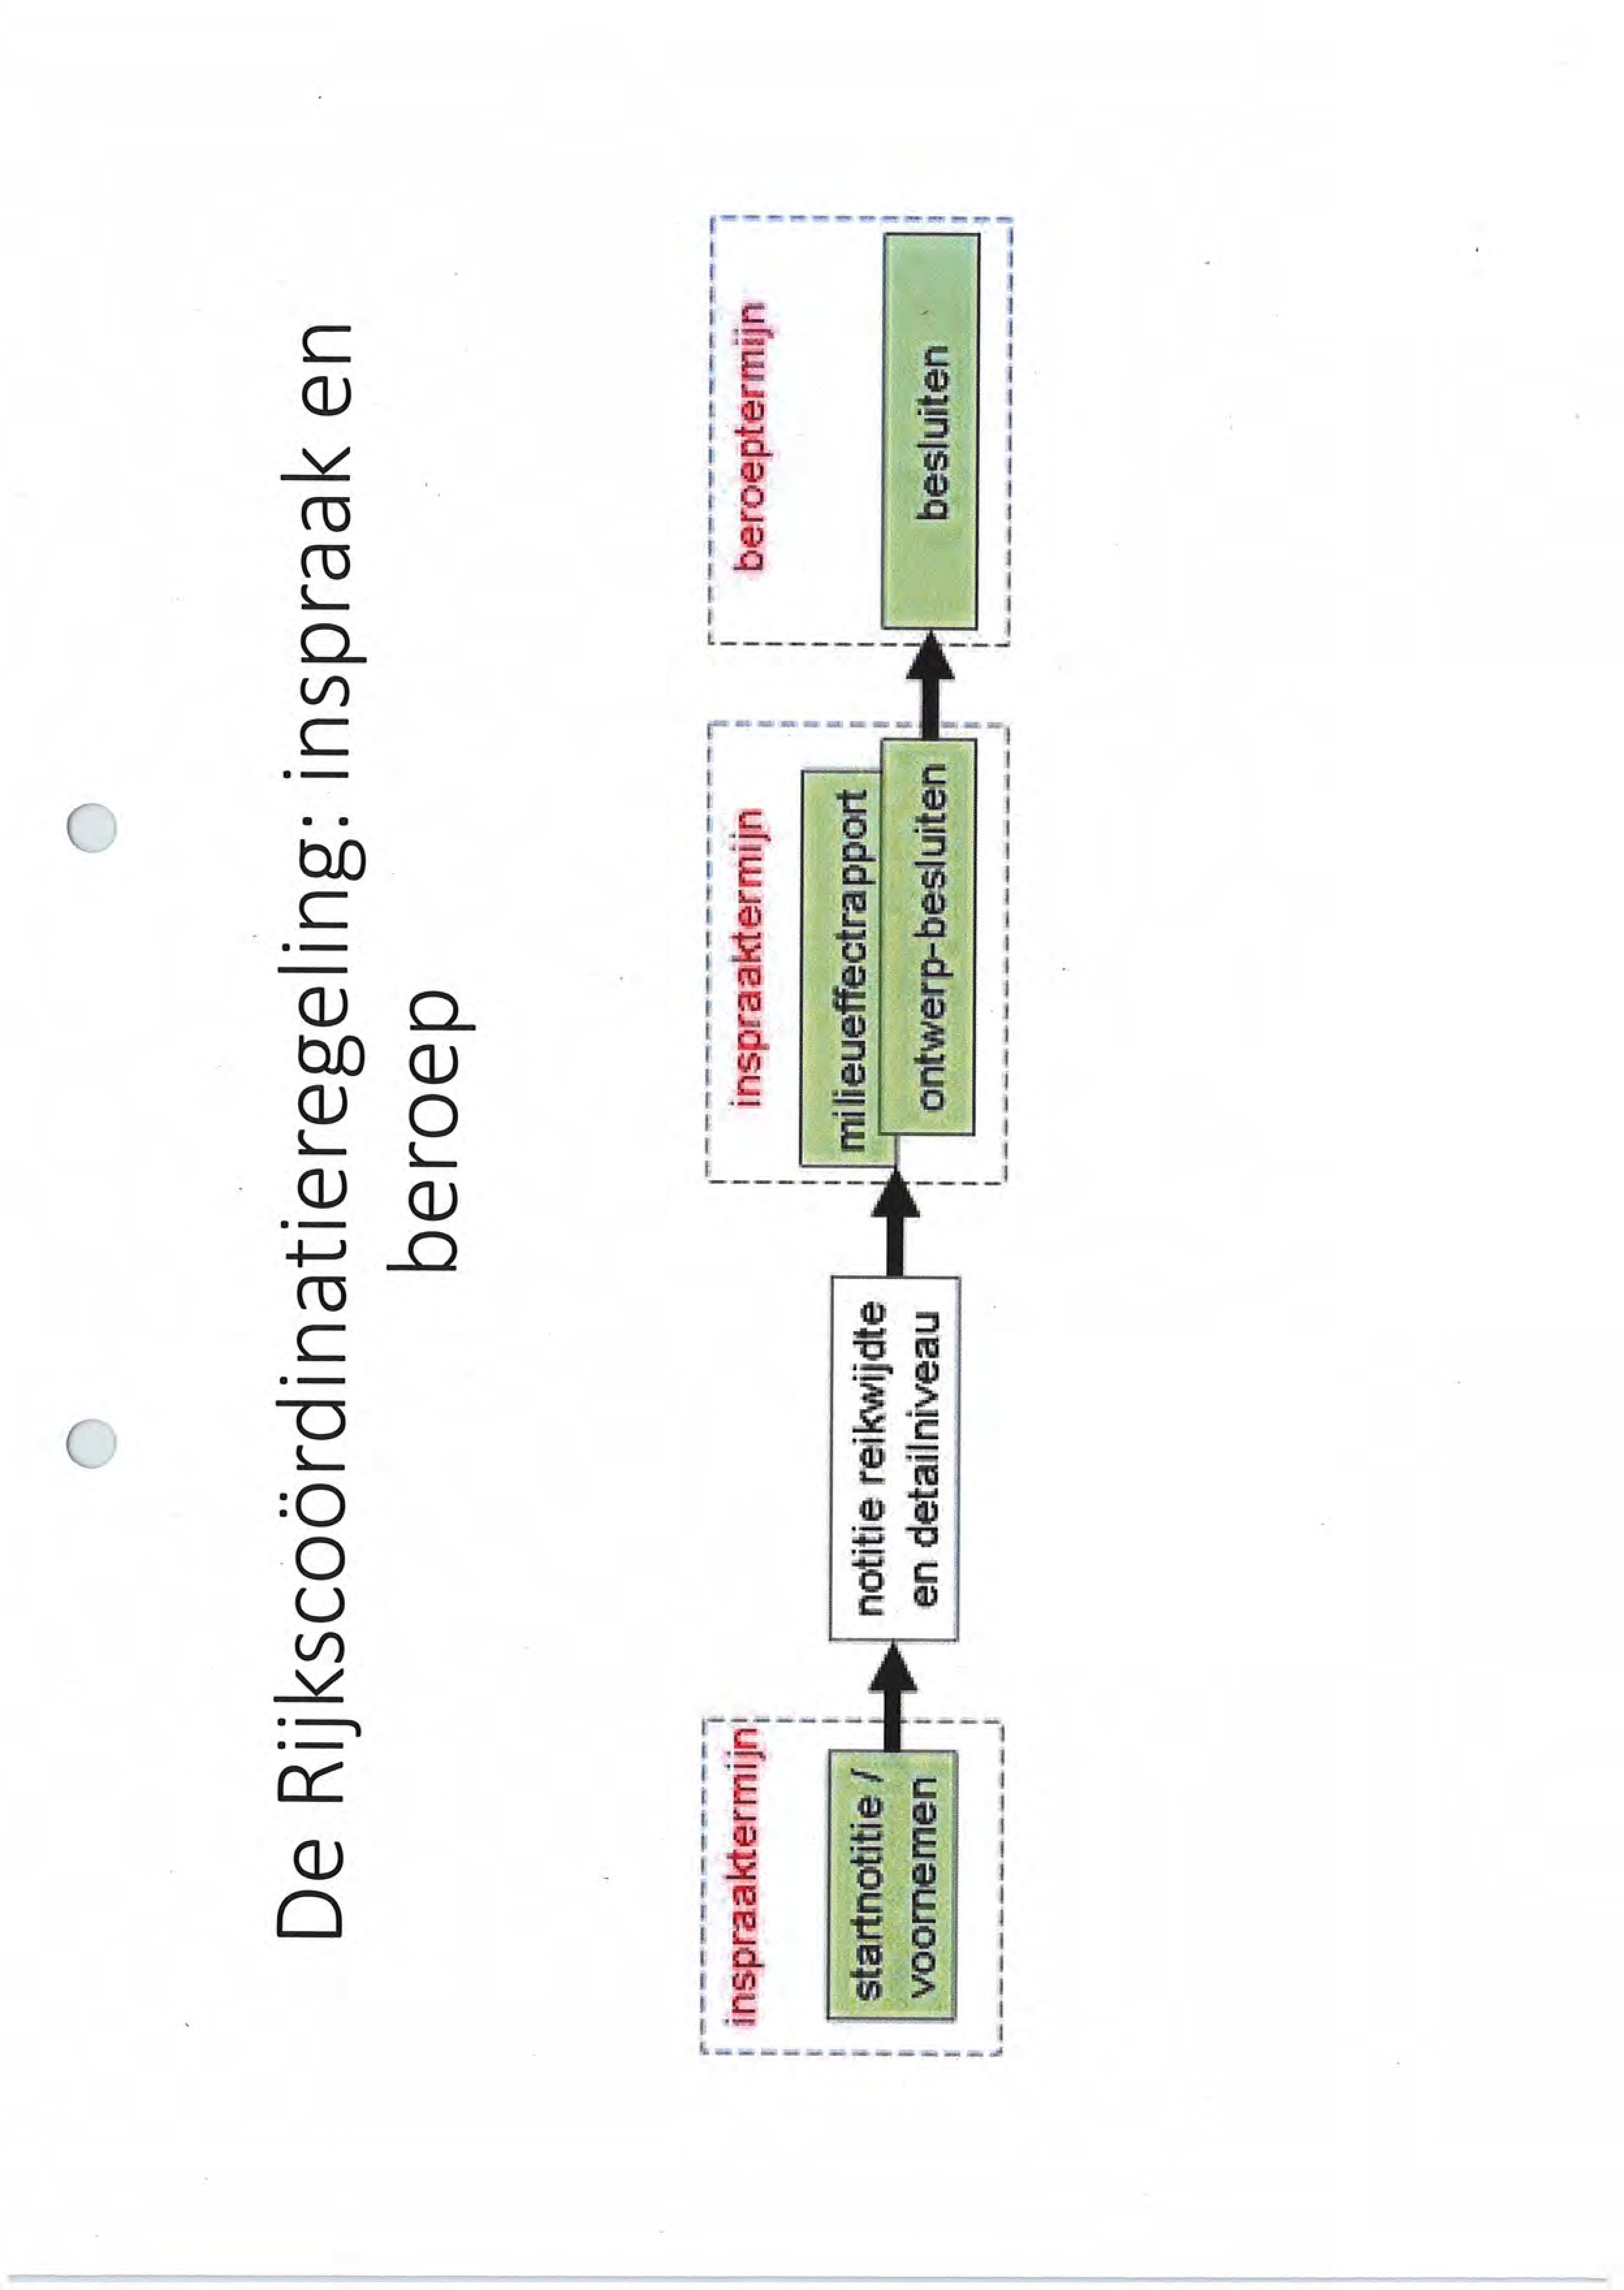 De Rijkscoördinatieregeling: inspraak en
beroep
inspraaktermijn
startnotitie /
voornemen
notitie reikwijdte
en detailniveau
inspraaktermijn
milieueffectrapport
ontwerp-besluiten
beroeptermijn
besluiten